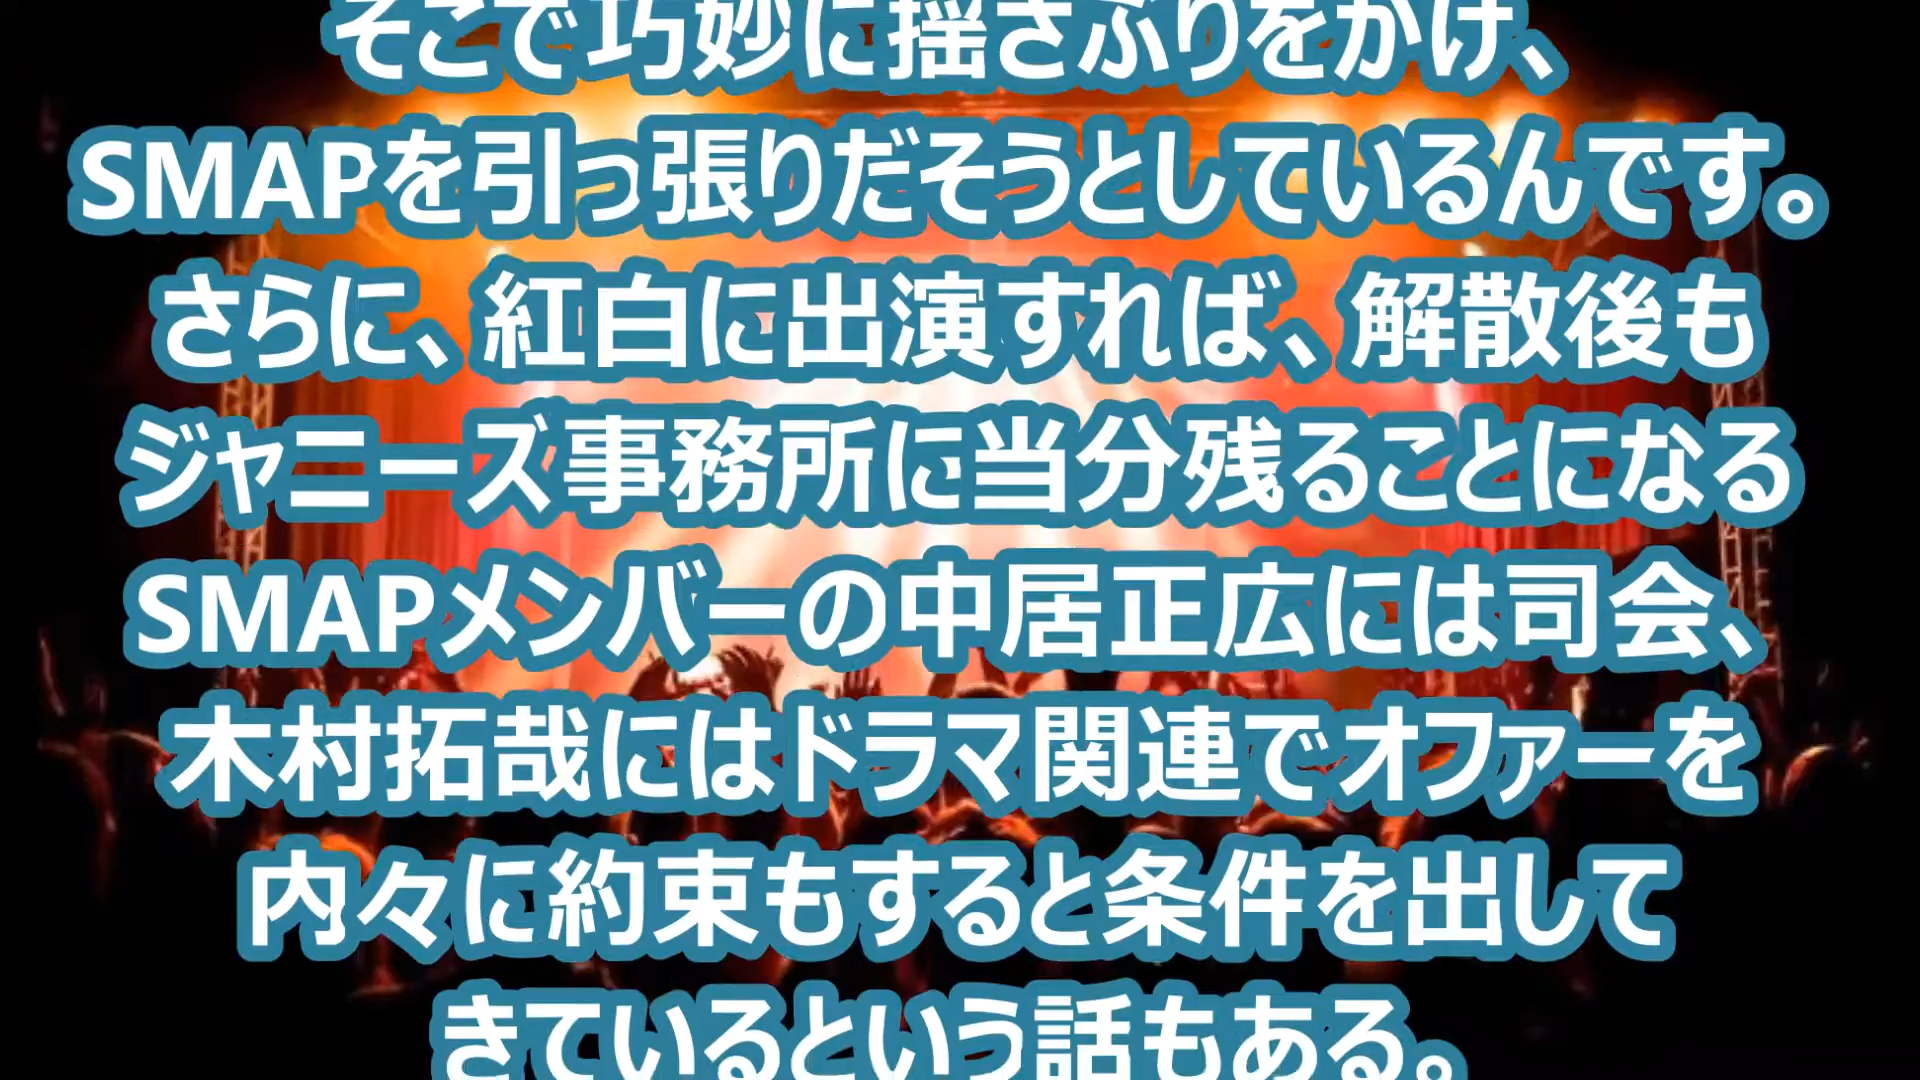 そこで巧妙に揺さぶりをかけ、
SMAPを引っ張りだそうとしているんです。
さらに、紅白に出演すれば、解散後も
ジャニーズ事務所に当分残ることになる
SMAPメンバーの中居正広には司会、
木村拓哉にはドラマ関連でオファーを
内々に約束もすると条件を出して
きているという話もある。